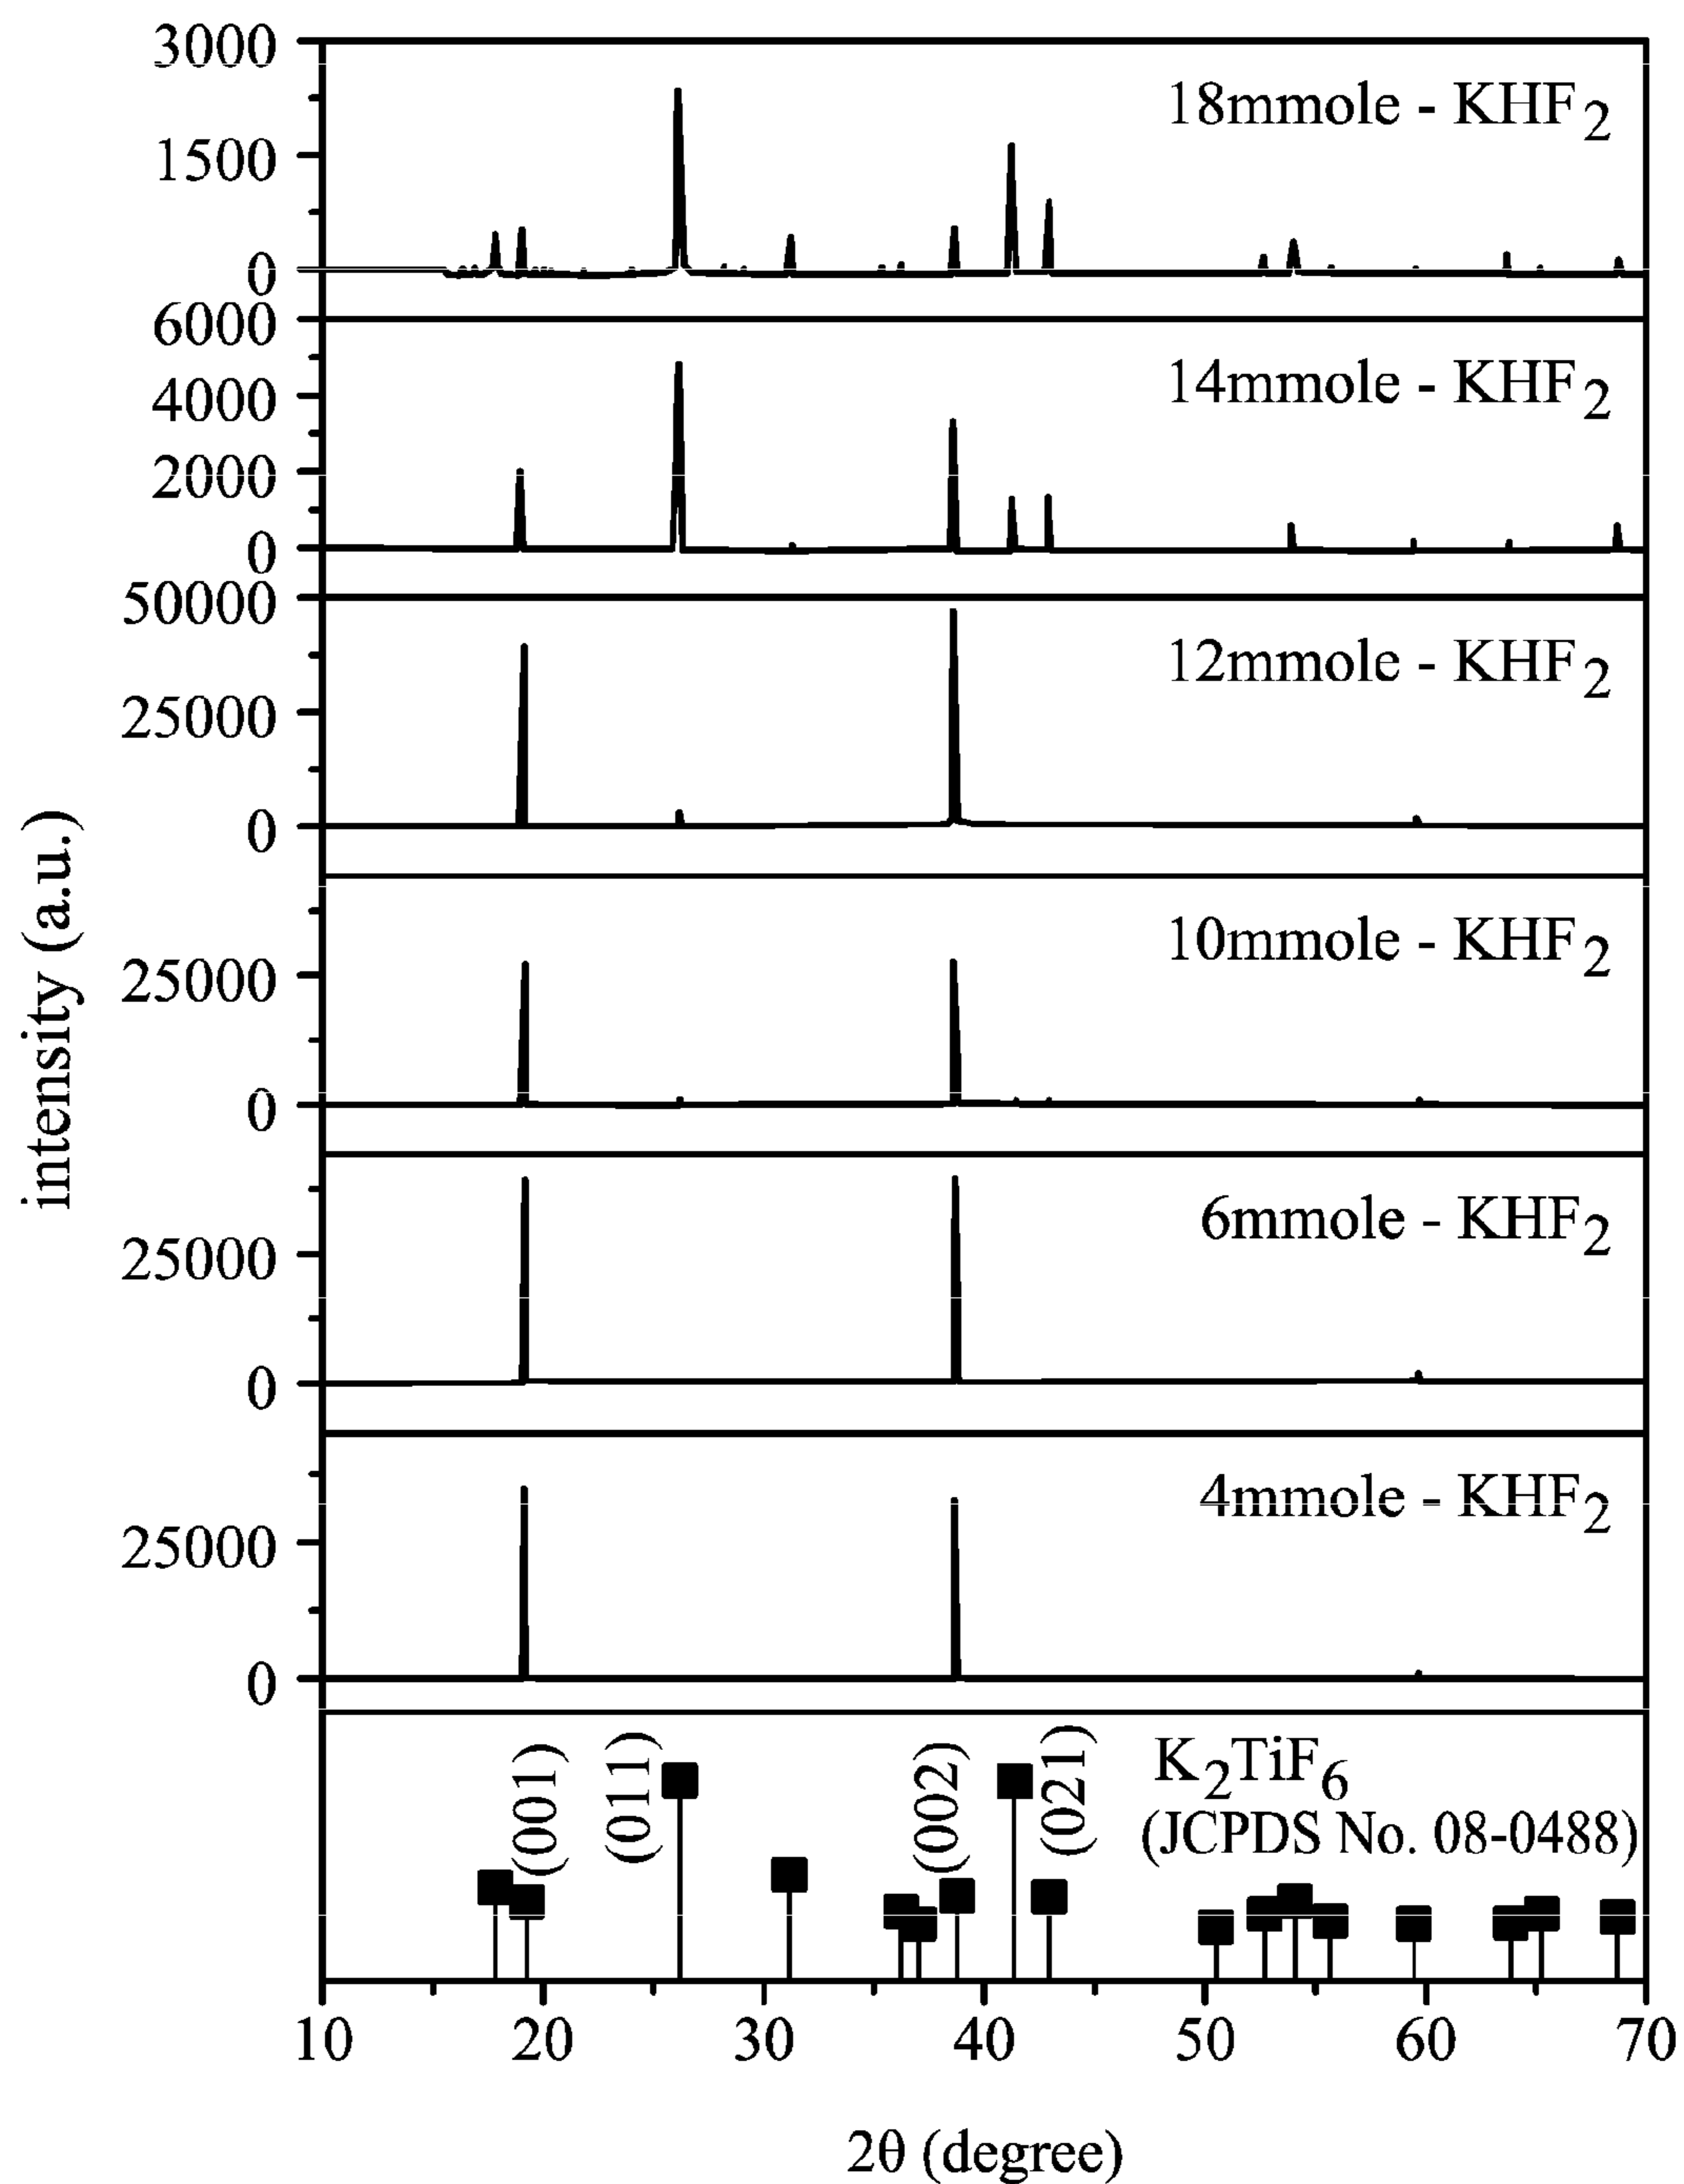 3000
18mmole - KHF2
1500
0
6000
14mmole - KHF2
4000
2000
0
50000
12mmole - KHF2
25000
0
10mmole - KHF2
25000
0
6mmole - KHF2
25000
0
4mmole - KHF2
25000
0
intensity (a.u.)
(001)
(011)
(002)
(021)
K2TiF6
(JCPDS No. 08-0488)
10 20 30 40 50 60 70
2θ (degree)